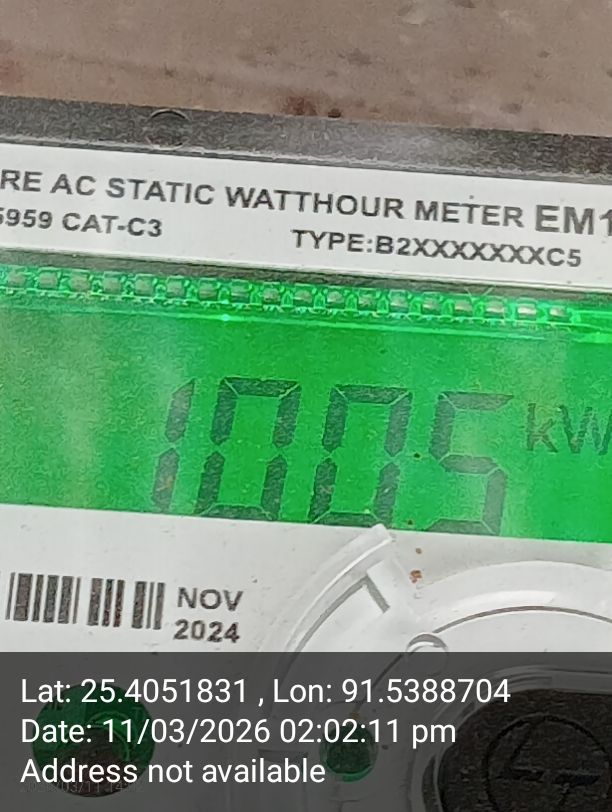 RE AC STATIC WATTHOUR METER EM1
5959 CAT-C3
TYPE:B2XXXXXXXC5
1005 kW
NOV
2024
Lat: 25.4051831 , Lon: 91.5388704
Date: 11/03/2026 02:02:11 pm
Address not available